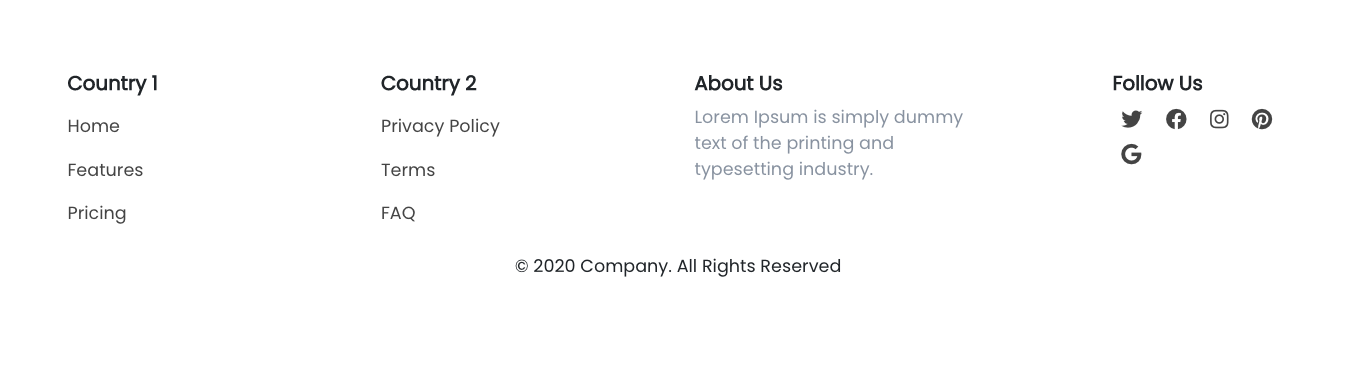 Country 1
Home
Features
Pricing
Country 2
Privacy Policy
Terms
FAQ
About Us
Lorem Ipsum is simply dummy
text of the printing and
typesetting industry.
Follow Us
© 2020 Company. All Rights Reserved